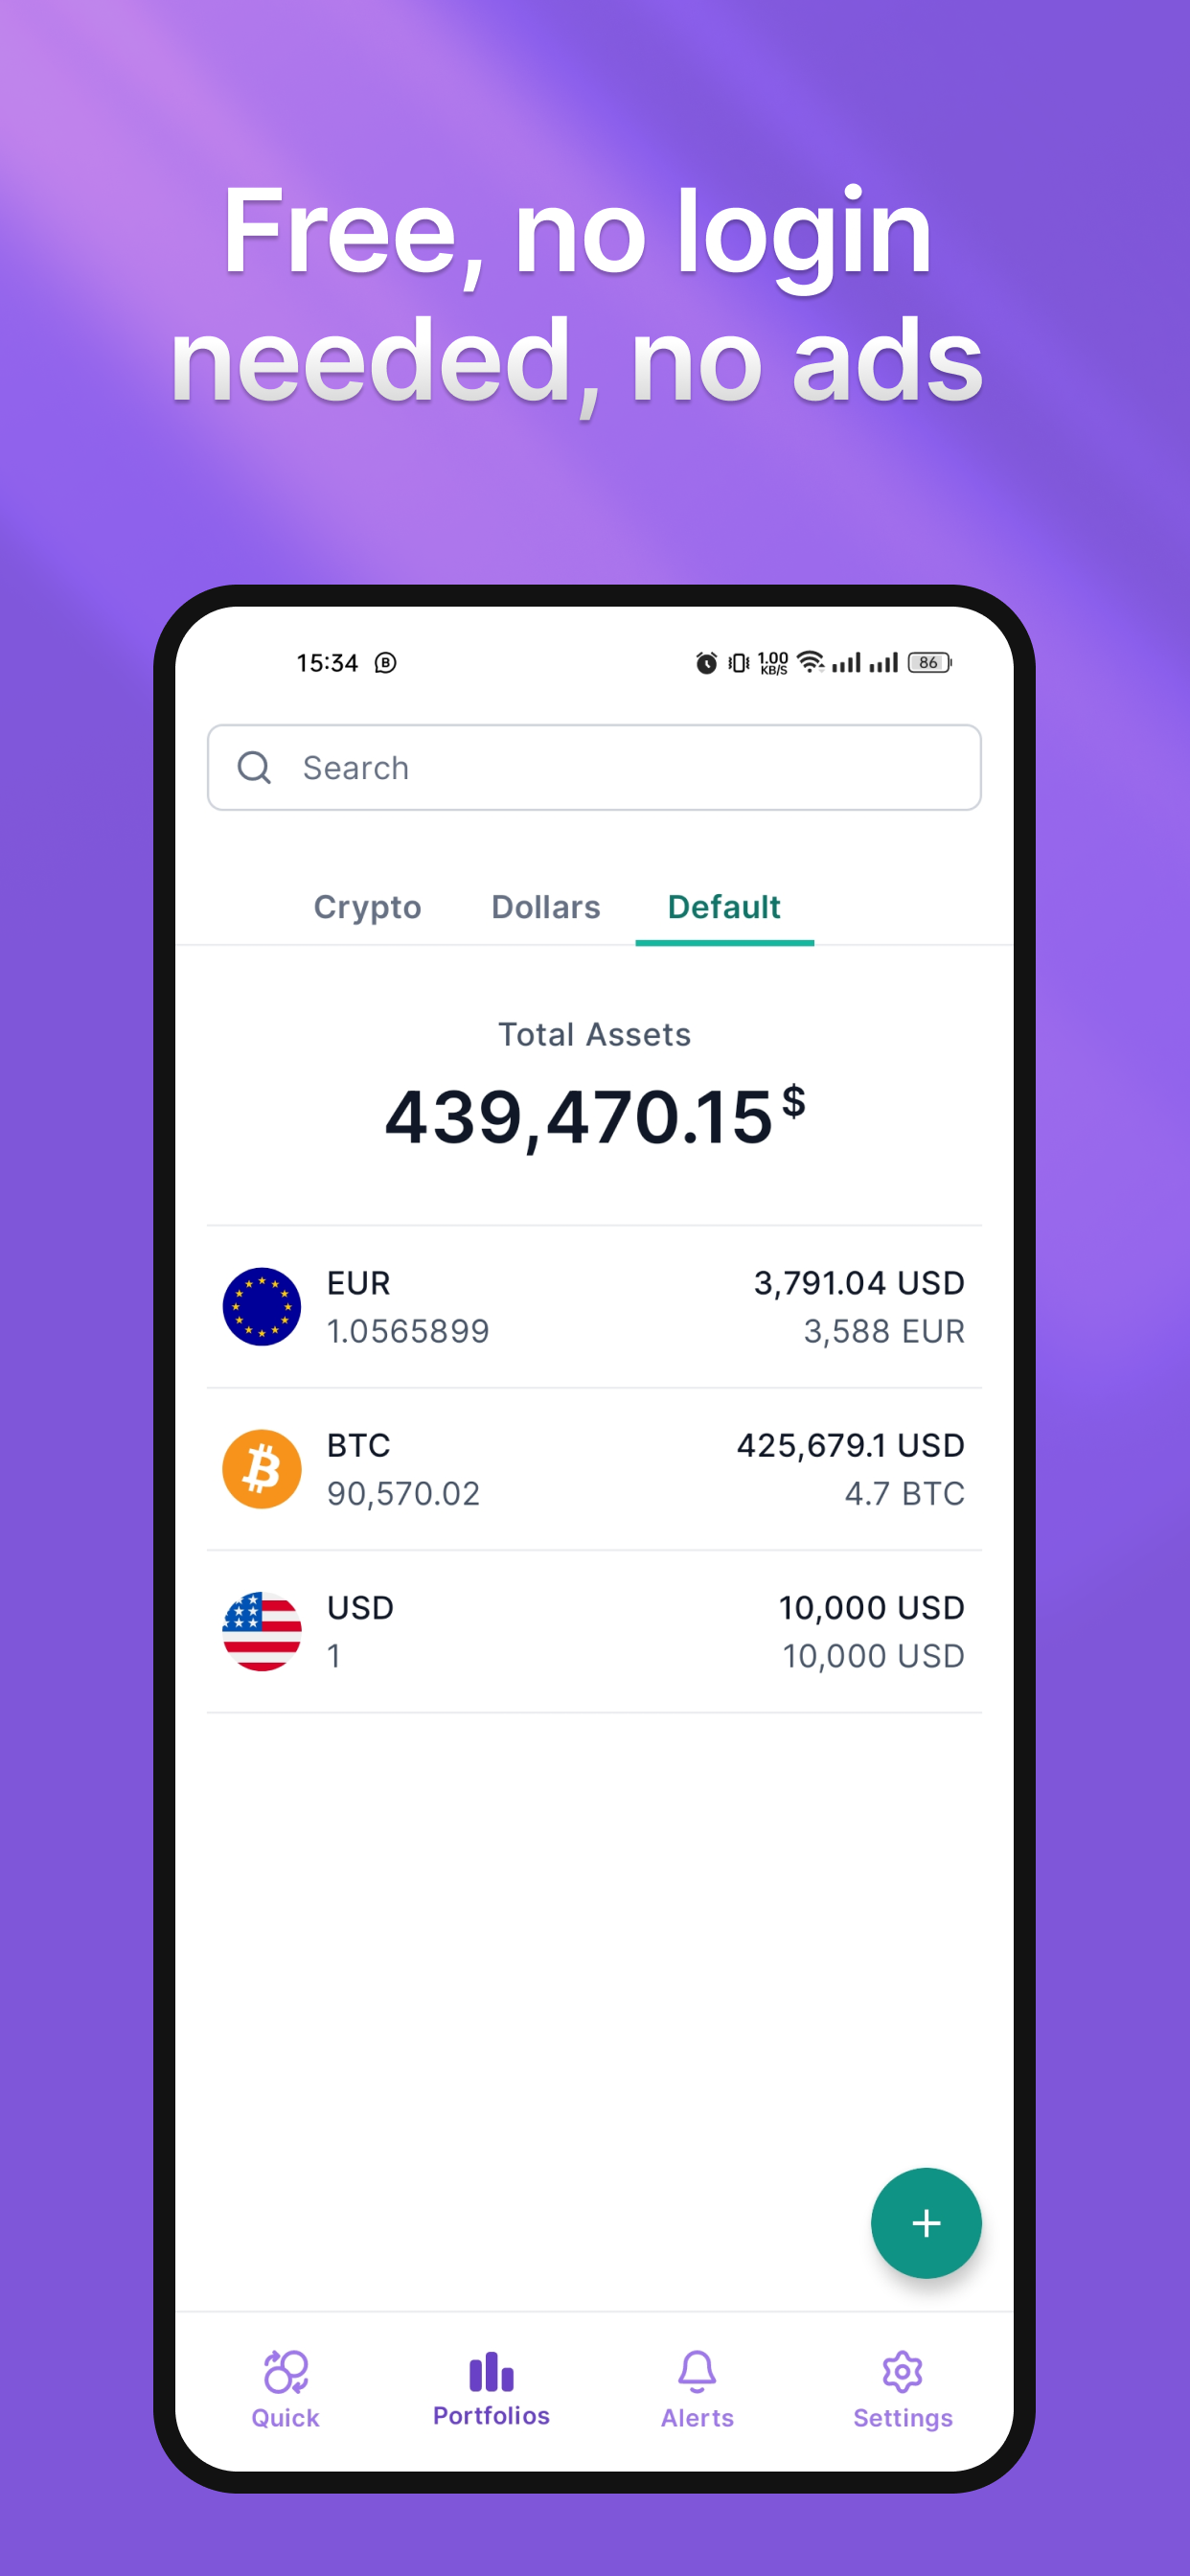 Free, no login
needed, no ads
15:34
1.00
KB/S
86
Search
Crypto Dollars Default
Total Assets
439,470.15$
EUR 3,791.04 USD
1.0565899 3,588 EUR
BTC 425,679.1 USD
90,570.02 4.7 BTC
USD 10,000 USD
1 10,000 USD
Quick Portfolios Alerts Settings